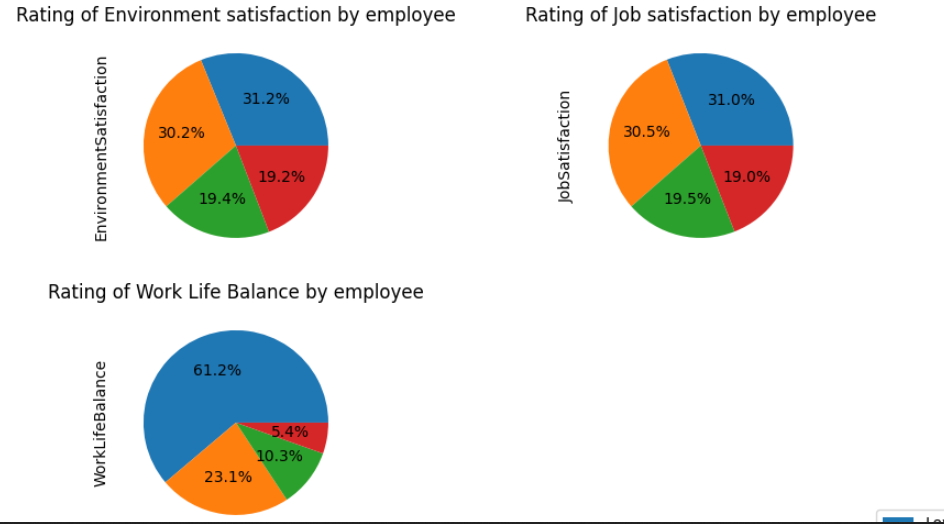 Rating of Environment satisfaction by employee
EnvironmentSatisfaction
31.2%
30.2%
19.4%
19.2%
Rating of Job satisfaction by employee
JobSatisfaction
31.0%
30.5%
19.5%
19.0%
Rating of Work Life Balance by employee
WorkLifeBalance
61.2%
5.4%
10.3%
23.1%